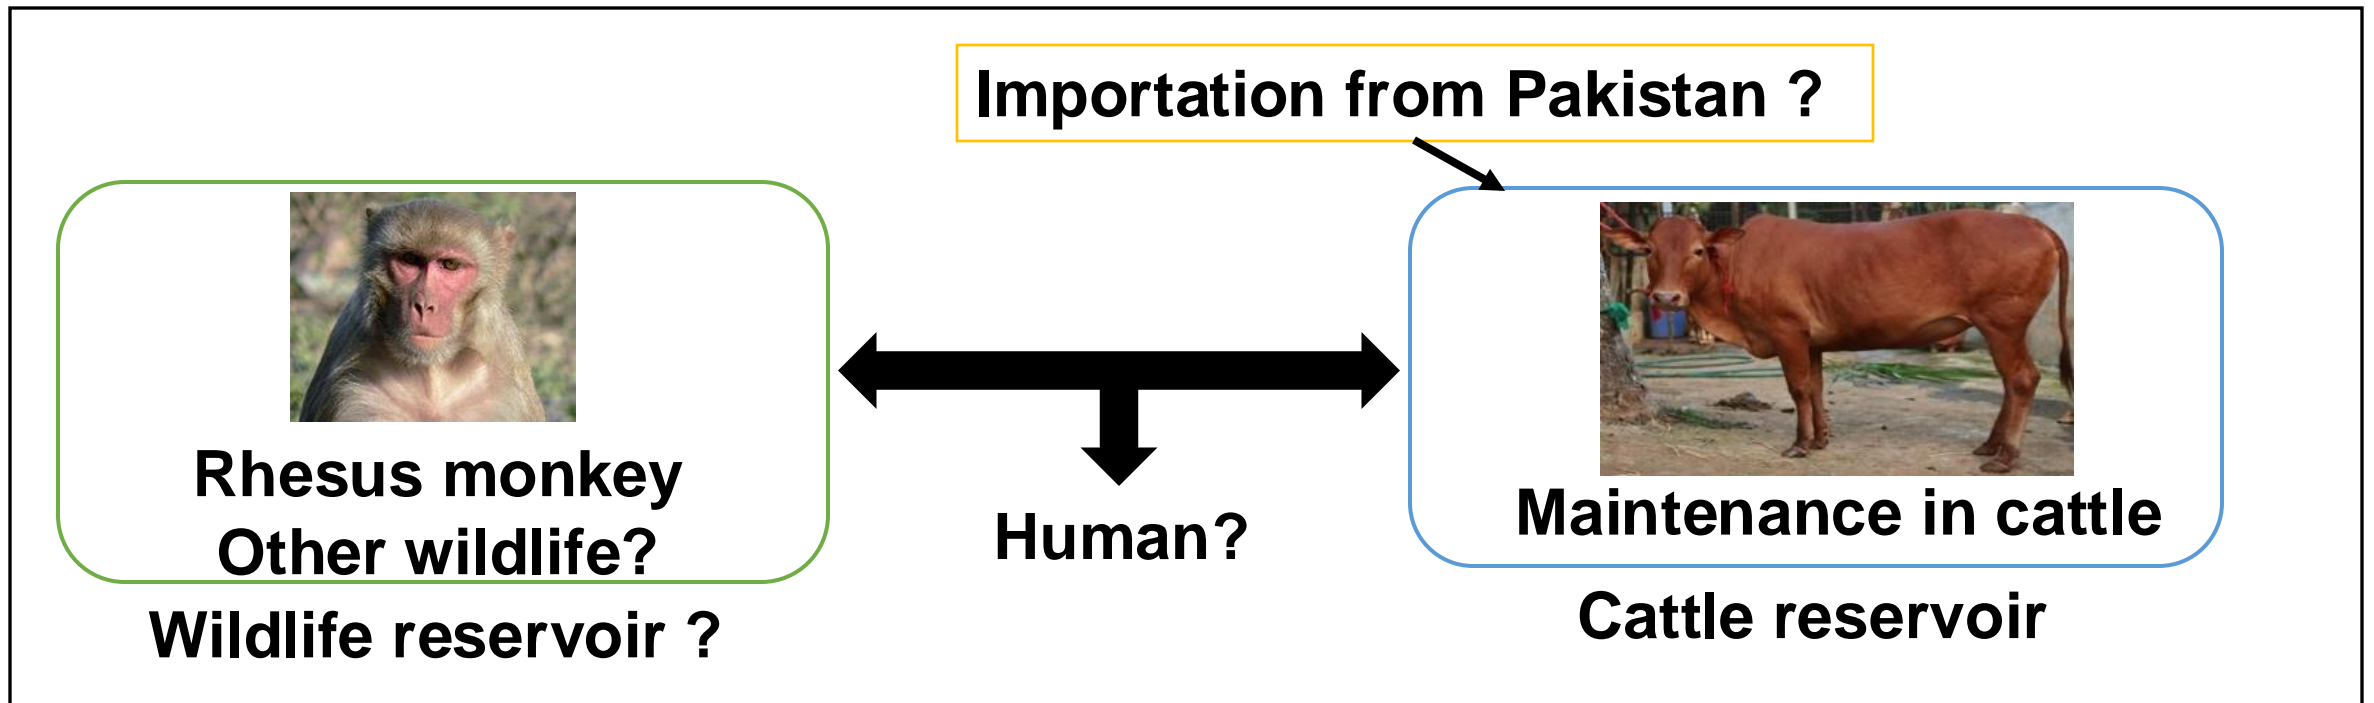 Importation from Pakistan ?
Rhesus monkey
Other wildlife?
Wildlife reservoir ?
Human?
Maintenance in cattle
Cattle reservoir